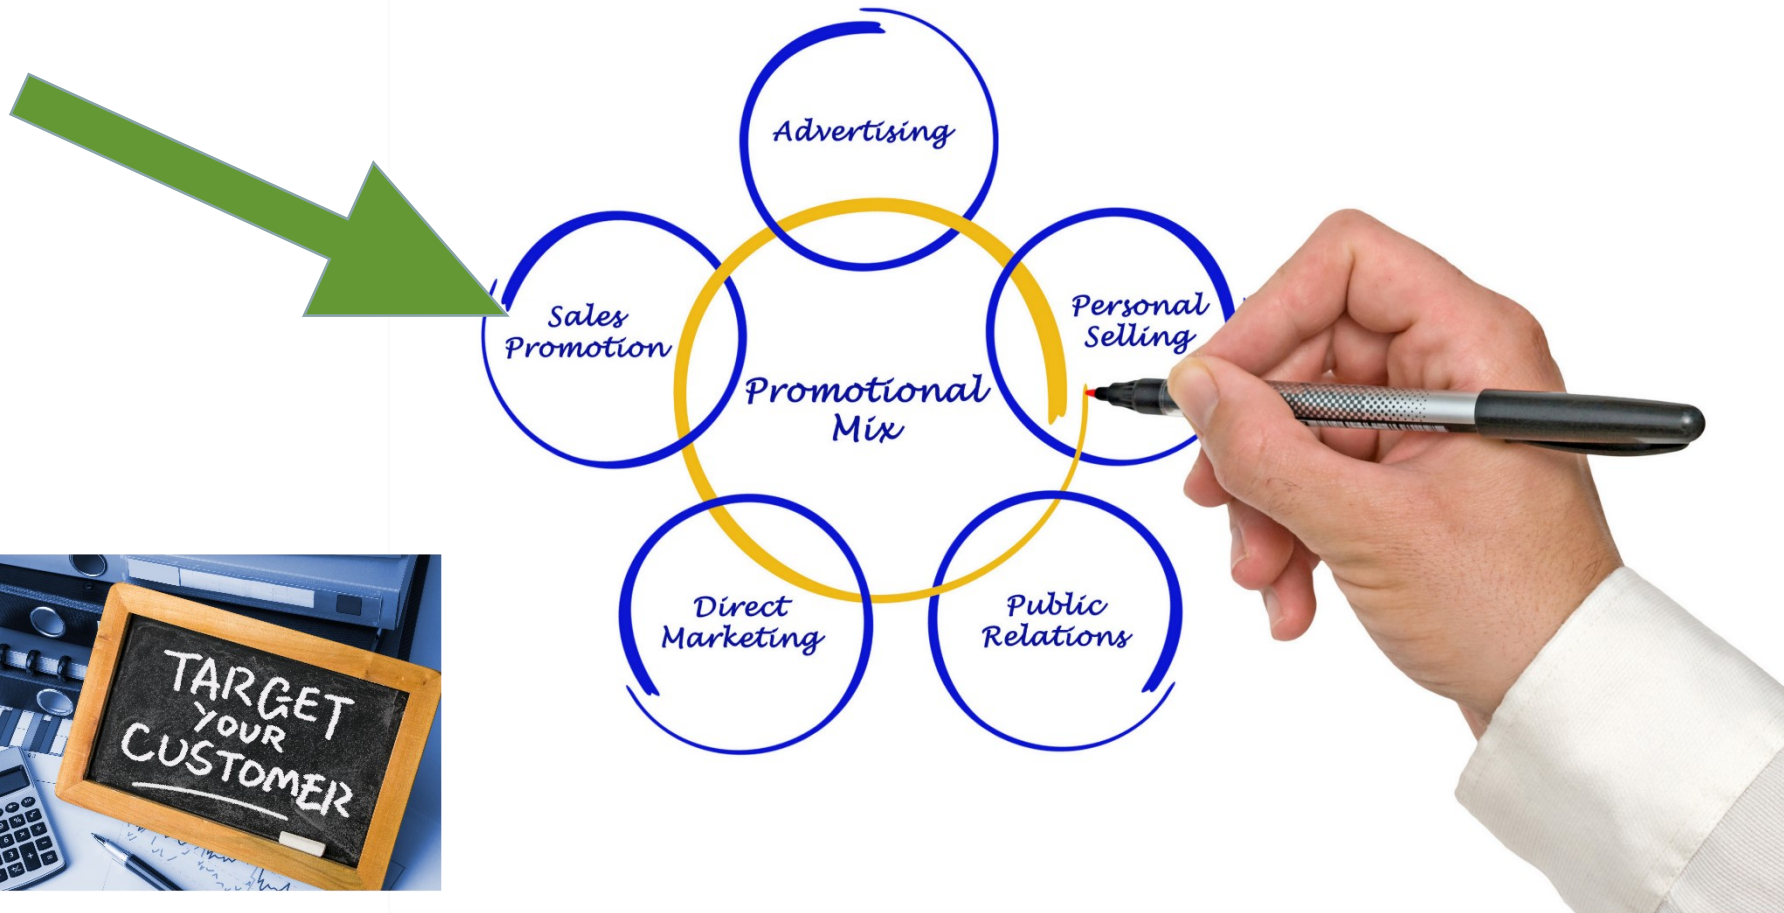 Advertising
Sales
Promotion
Personal
Selling
Promotional
Mix
Direct
Marketing
Public
Relations
TARGET
YOUR
CUSTOMER